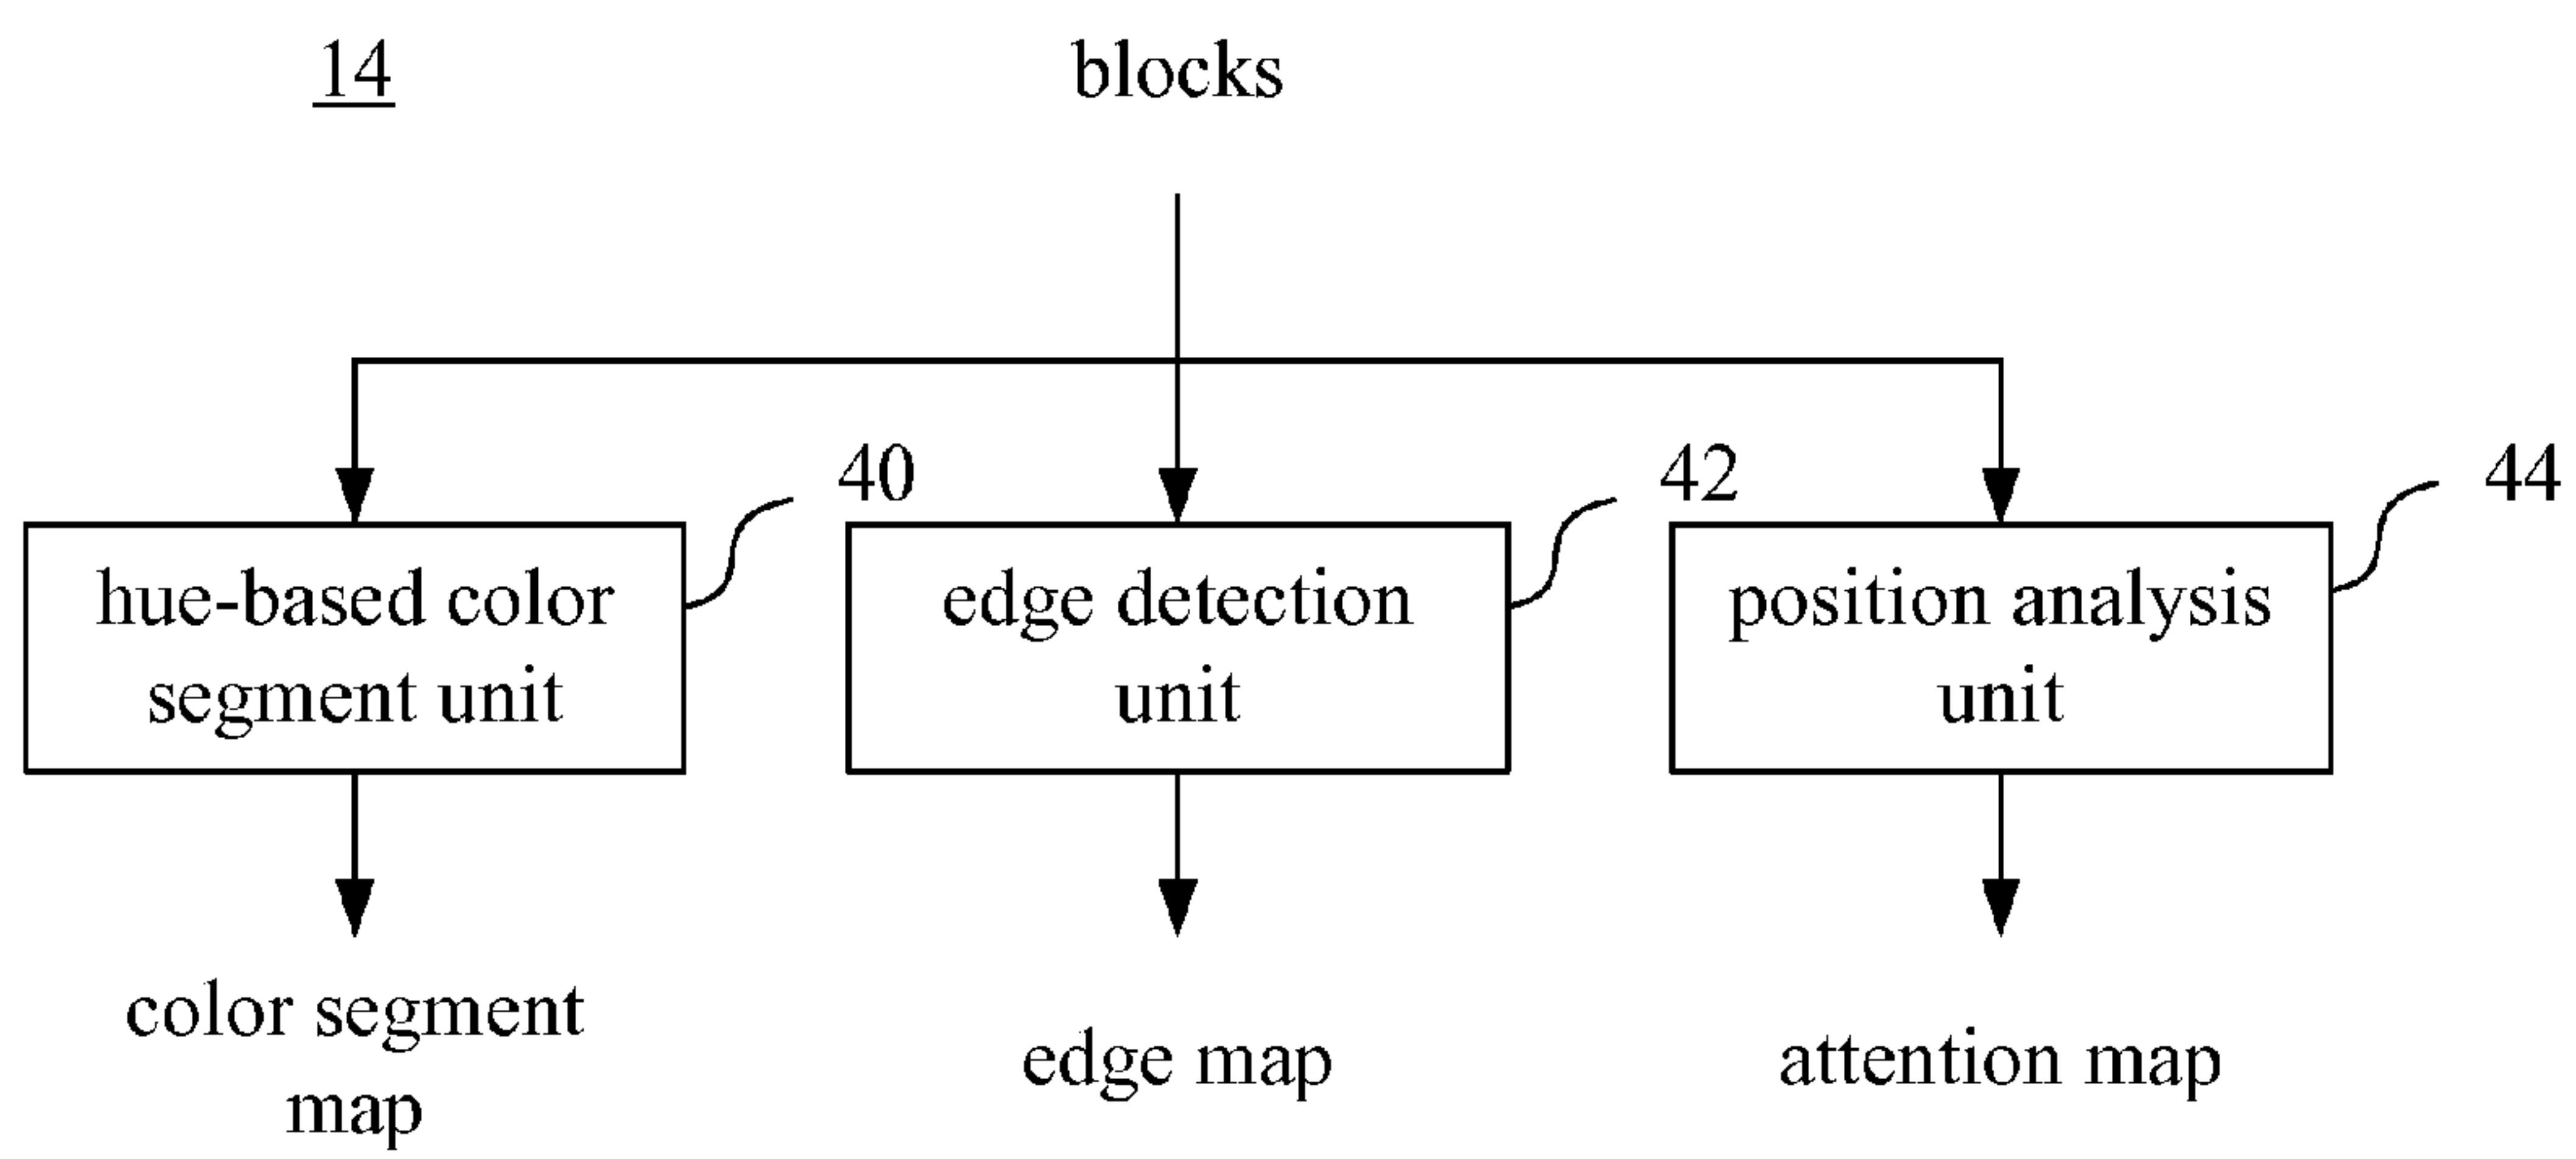 14
blocks
40
42
44
hue-based color
segment unit
edge detection
unit
position analysis
unit
color segment
map
edge map
attention map